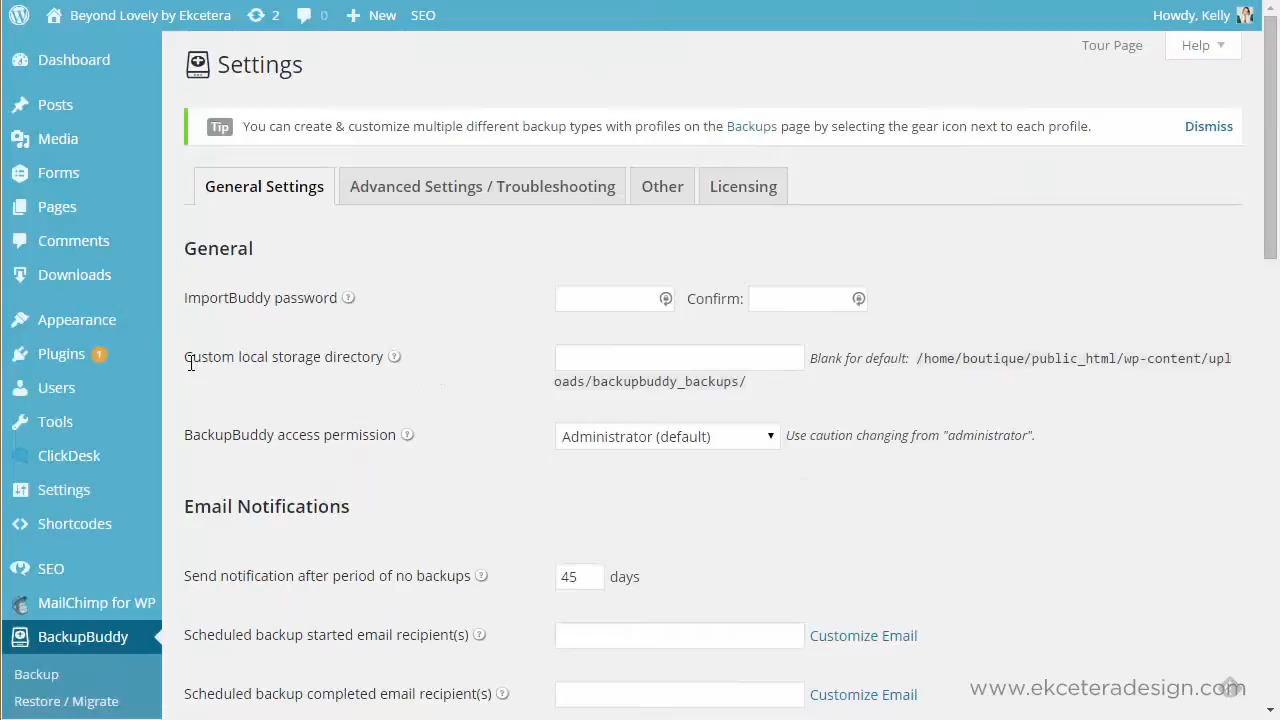 Beyond Lovely by Ekcetera 2 0 New SEO Howdy, Kelly
Dashboard
Posts
Media
Forms
Pages
Comments
Downloads
Appearance
Plugins 1
Users
Tools
ClickDesk
Settings
Shortcodes
SEO
MailChimp for WP
BackupBuddy
Backup
Restore / Migrate
Tour Page Help
Settings
Tip You can create & customize multiple different backup types with profiles on the Backups page by selecting the gear icon next to each profile. Dismiss
General Settings Advanced Settings / Troubleshooting Other Licensing
General
ImportBuddy password ? Confirm:
Custom local storage directory ? Blank for default: /home/boutique/public_html/wp-content/upl
oads/backupbuddy_backups/
BackupBuddy access permission ? Administrator (default) Use caution changing from "administrator".
Email Notifications
Send notification after period of no backups ? 45 days
Scheduled backup started email recipient(s) ? Customize Email
Scheduled backup completed email recipient(s) ? Customize Email
www.ekceteradesign.com